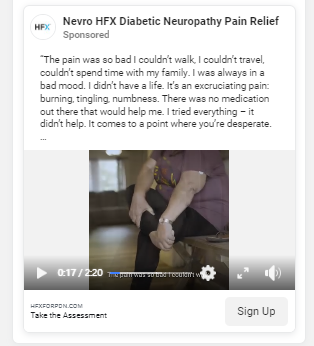 HFX
Nevro HFX Diabetic Neuropathy Pain Relief
Sponsored
"The pain was so bad I couldn't walk, I couldn't travel,
couldn't spend time with my family. I was always in a
bad mood. I didn't have a life. It's an excruciating pain:
burning, tingling, numbness. There was no medication
out there that would help me. I tried everything – it
didn't help. It comes to a point where you're desperate.
...
The pain was so bad I couldn't w
0:17 / 2:20
HFXFORPDN.COM
Take the Assessment
Sign Up